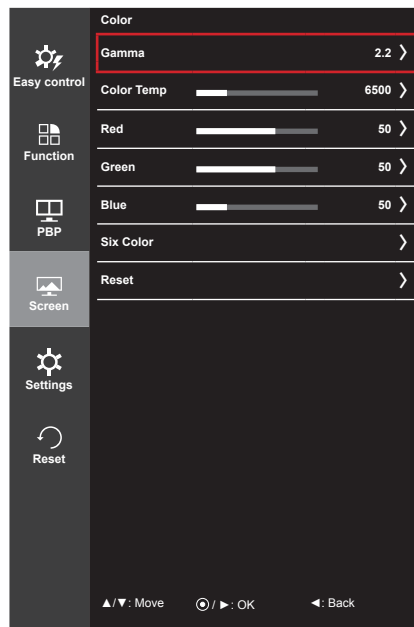 Color
Easy control
Function
PBP
Screen
Settings
Reset
Gamma 2.2 〉
Color Temp 6500 〉
Red 50 〉
Green 50 〉
Blue 50 〉
Six Color 〉
Reset 〉
▲/▼: Move ⦿ / ►: OK ◄: Back